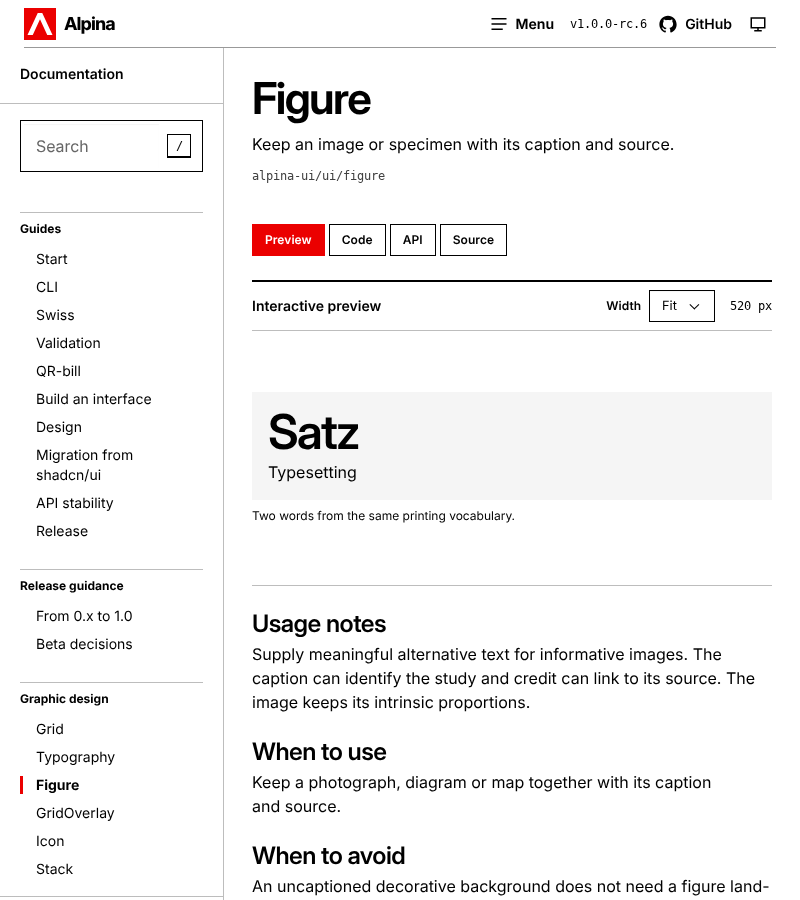 Alpina
Menu
v1.0.0-rc.6
GitHub
Documentation
Search
/
Guides
Start
CLI
Swiss
Validation
QR-bill
Build an interface
Design
Migration from
shadcn/ui
API stability
Release
Release guidance
From 0.x to 1.0
Beta decisions
Graphic design
Grid
Typography
Figure
GridOverlay
Icon
Stack
Figure
Keep an image or specimen with its caption and source.
alpina-ui/ui/figure
Preview
Code
API
Source
Interactive preview
Width
Fit
520 px
Satz
Typesetting
Two words from the same printing vocabulary.
Usage notes
Supply meaningful alternative text for informative images. The
caption can identify the study and credit can link to its source. The
image keeps its intrinsic proportions.
When to use
Keep a photograph, diagram or map together with its caption
and source.
When to avoid
An uncaptioned decorative background does not need a figure land-